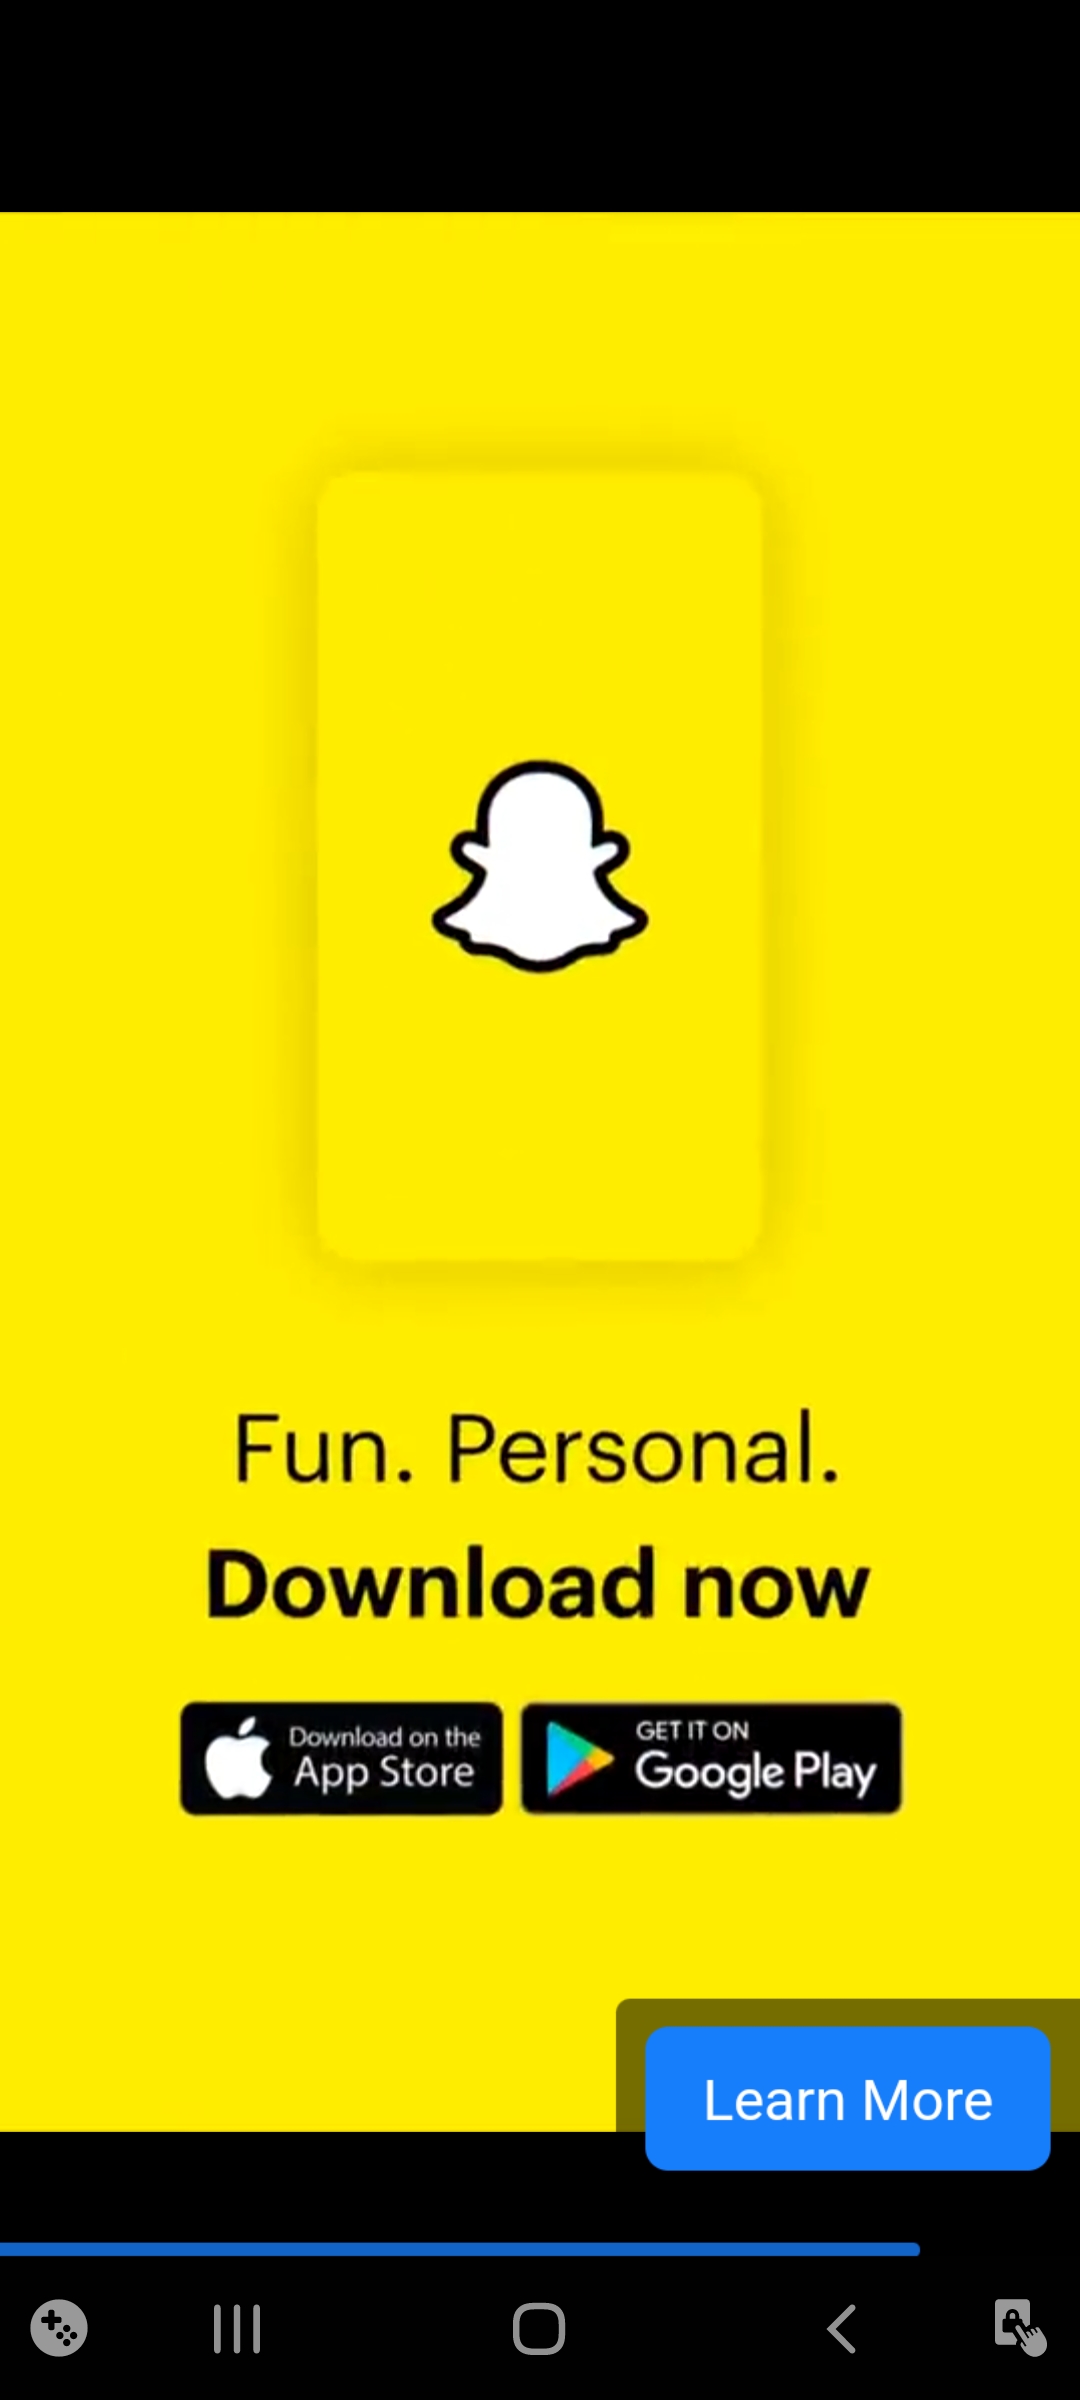 Fun. Personal.
Download now
Download on the
App Store
GET IT ON
Google Play
Learn More